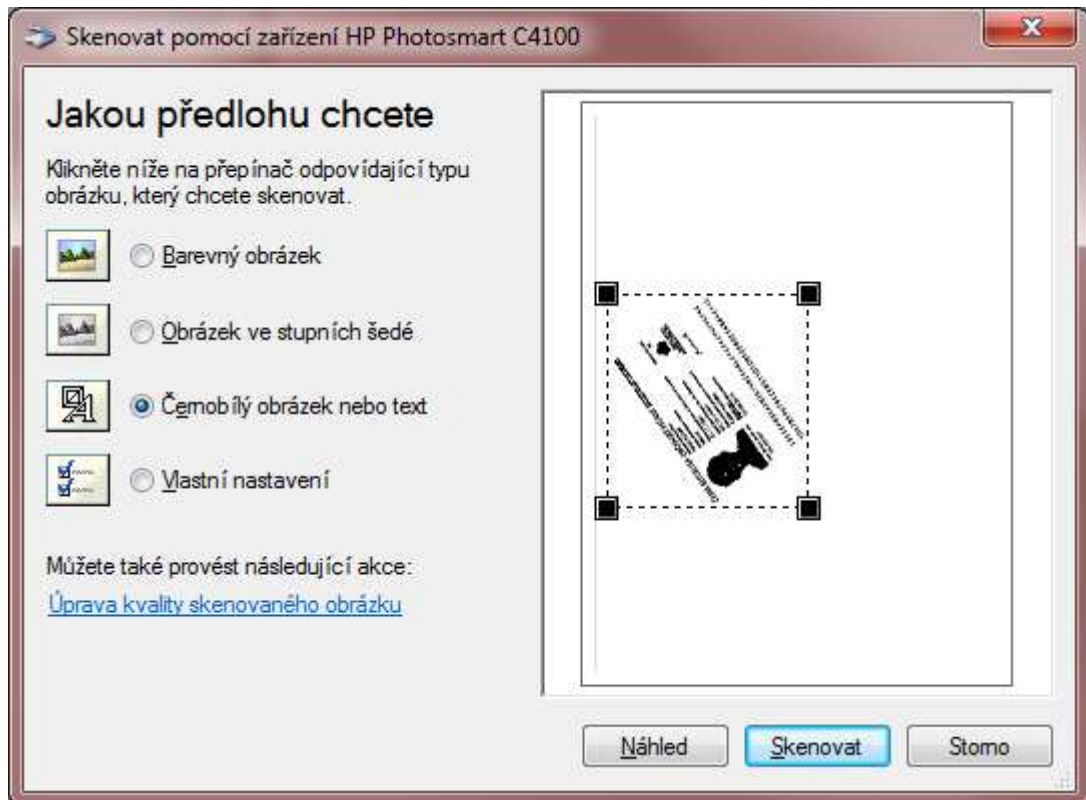 Skenovat pomocí zařízení HP Photosmart C4100
Jakou předlohu chcete
Klikněte níže na přepínač odpovídající typu
obrázku, který chcete skenovat.
Barevný obrázek
Obrázek ve stupních šedé
Černobílý obrázek nebo text
Vlastní nastavení
Můžete také provést následující akce:
Úprava kvality skenovaného obrázku
Náhled
Skenovat
Storno